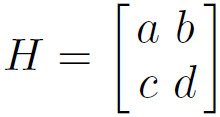 H = [ a b
c d ]